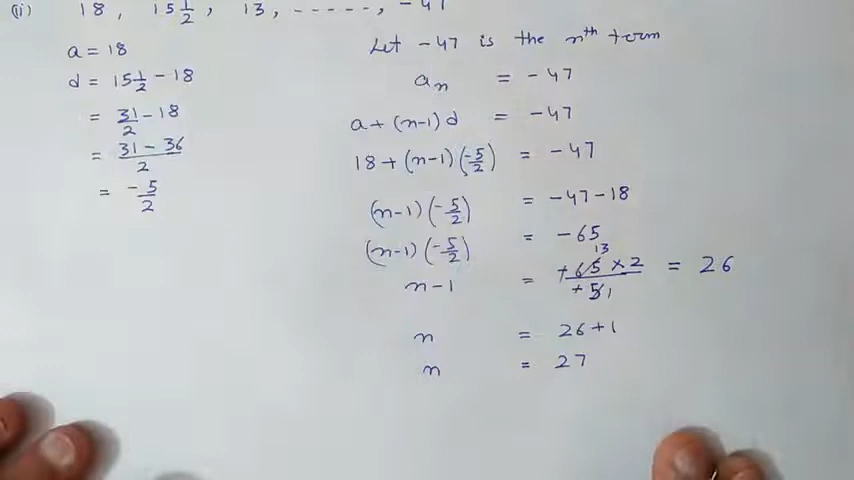 (ii) 18, 15 1/2, 13, ------, -47
a = 18
d = 15 1/2 - 18
= 31/2 - 18
= (31 - 36)/2
= -5/2
Let -47 is the nth term
aₙ = -47
a + (n-1) d = -47
18 + (n-1) (-5/2) = -47
(n-1) (-5/2) = -47 - 18
(n-1) (-5/2) = -65
n-1 = (+65 13 × 2)/(+5 1) = 26
n = 26 + 1
n = 27